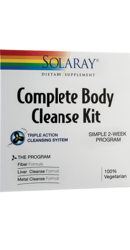 SOLARAY
DIETARY SUPPLEMENT
Complete Body
Cleanse Kit
TRIPLE ACTION
CLEANSING SYSTEM
SIMPLE 2-WEEK
PROGRAM
THE PROGRAM
Fiber Formula
Liver Cleanse Formula
Metal Cleanse Formula
100%
Vegetarian